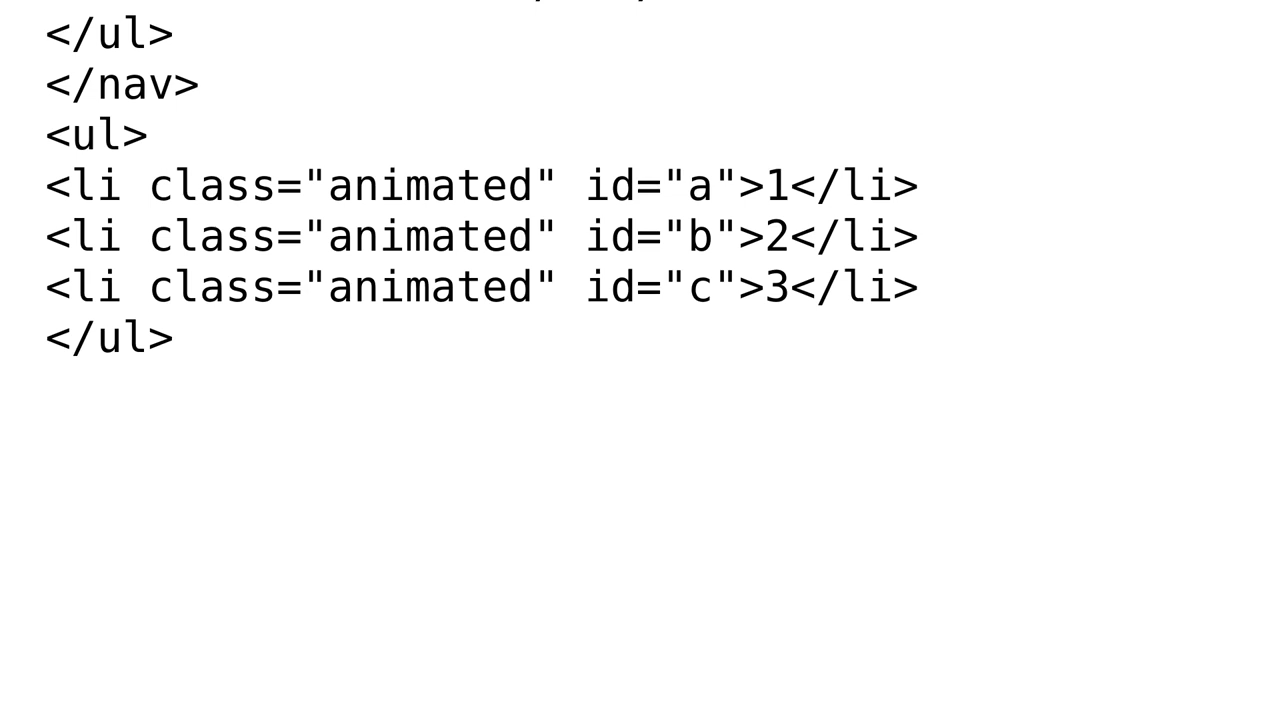 </ul>
</nav>
<ul>
<li class="animated" id="a">1</li>
<li class="animated" id="b">2</li>
<li class="animated" id="c">3</li>
</ul>